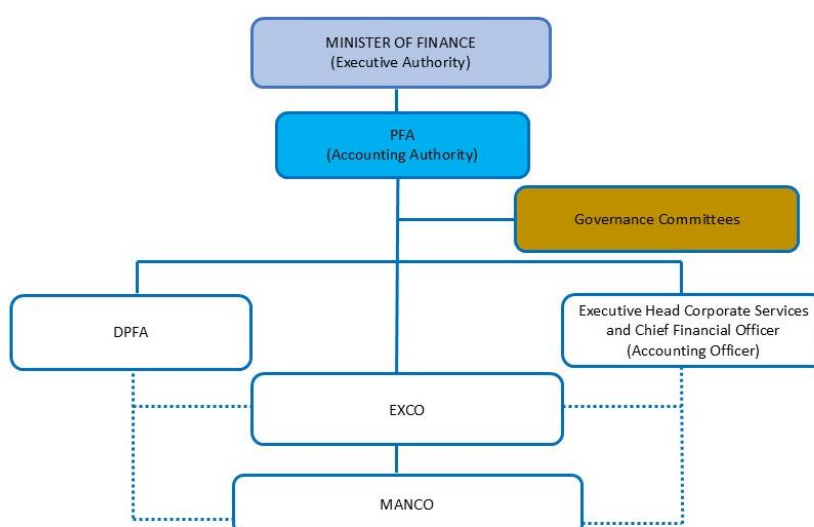 MINISTER OF FINANCE
(Executive Authority)
PFA
(Accounting Authority)
Governance Committees
DPFA
Executive Head Corporate Services
and Chief Financial Officer
(Accounting Officer)
EXCO
MANCO